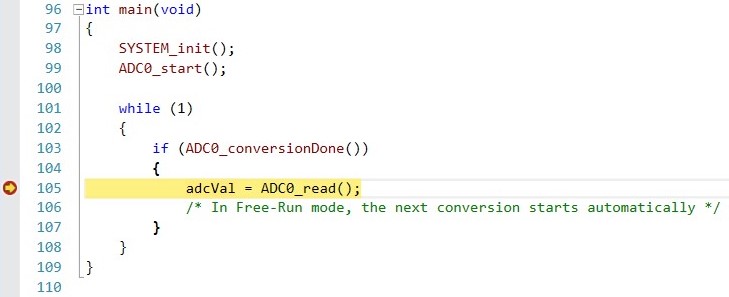 96 int main(void)
97 {
98     SYSTEM_init();
99     ADC0_start();
100
101     while (1)
102     {
103         if (ADC0_conversionDone())
104         {
105             adcVal = ADC0_read();
106             /* In Free-Run mode, the next conversion starts automatically */
107         }
108     }
109 }
110